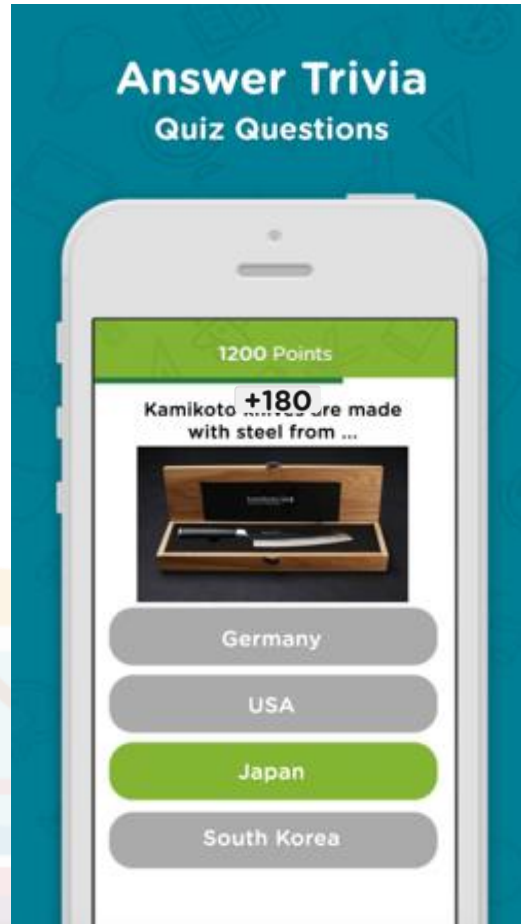 Answer Trivia
Quiz Questions
1200 Points
+180
Kamikoto are made
with steel from ...
Germany
USA
Japan
South Korea